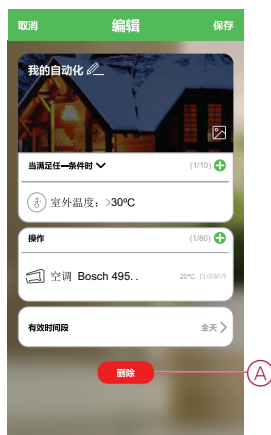 取消 编辑 保存
我的自动化
当满足任一条件时 (1/10)
室外温度：>30ºC
操作 (1/80)
空调 Bosch 495. . 20ºC 自动制冷
有效时间段 全天
删除 A